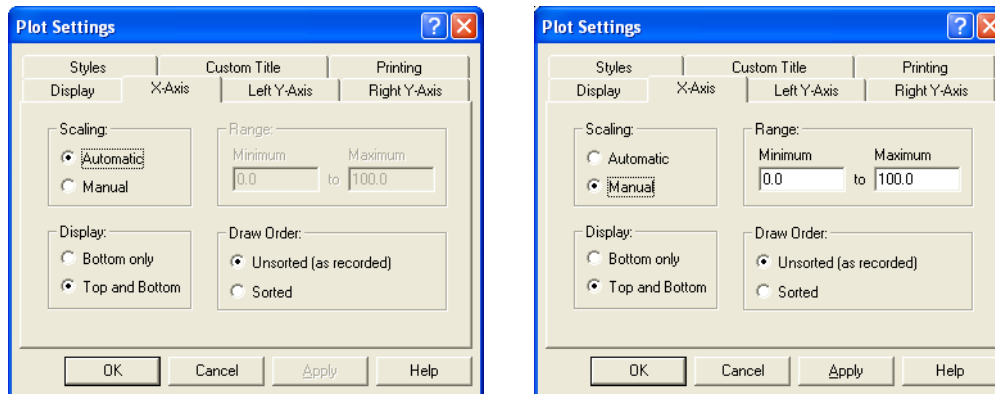 Plot Settings
Styles Custom Title Printing
Display X-Axis Left Y-Axis Right Y-Axis
Scaling:
Automatic
Manual
Range:
Minimum Maximum
0.0 to 100.0
Display:
Bottom only
Top and Bottom
Draw Order:
Unsorted (as recorded)
Sorted
OK Cancel Apply Help
Plot Settings
Styles Custom Title Printing
Display X-Axis Left Y-Axis Right Y-Axis
Scaling:
Automatic
Manual
Range:
Minimum Maximum
0.0 to 100.0
Display:
Bottom only
Top and Bottom
Draw Order:
Unsorted (as recorded)
Sorted
OK Cancel Apply Help